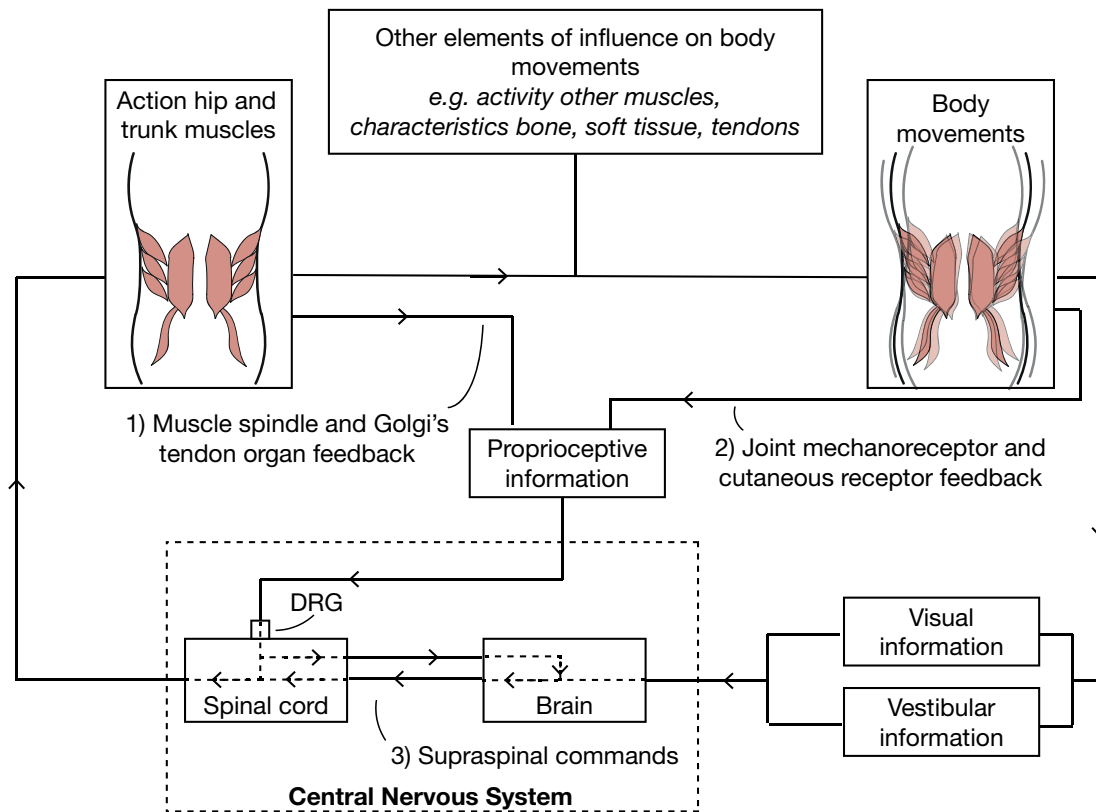 Other elements of influence on body
movements
e.g. activity other muscles,
characteristics bone, soft tissue, tendons
Action hip and
trunk muscles
Body
movements
1) Muscle spindle and Golgi’s
tendon organ feedback
Proprioceptive
information
2) Joint mechanoreceptor and
cutaneous receptor feedback
DRG
Spinal cord
Brain
3) Supraspinal commands
Central Nervous System
Visual
information
Vestibular
information